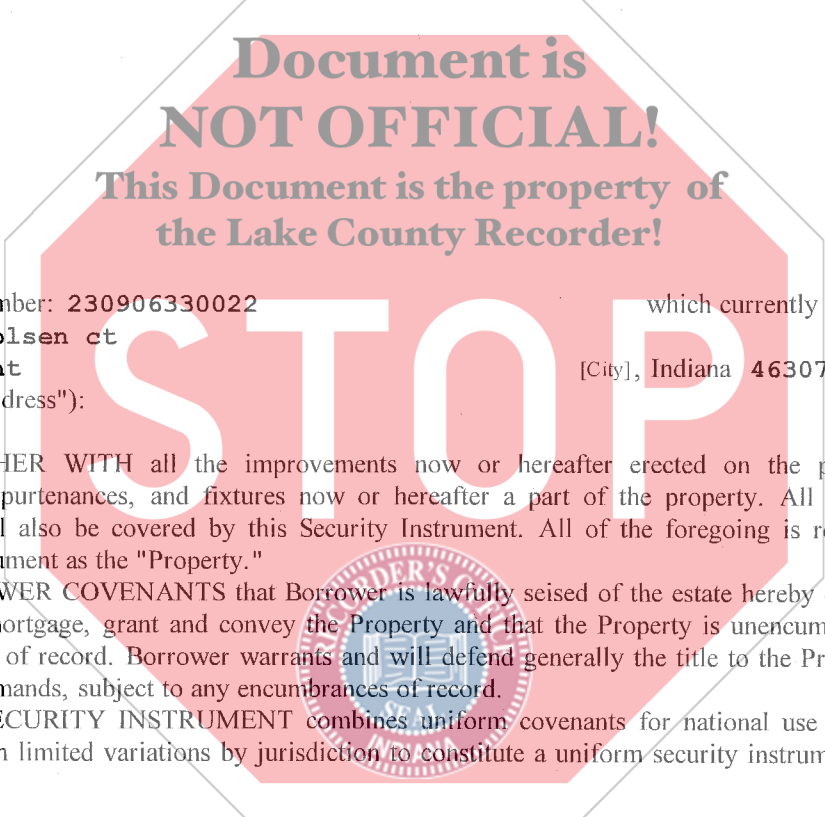 Document is
NOT OFFICIAL!
This Document is the property of
the Lake County Recorder!
STOP
nber: 230906330022 which currently
olsen ct
nt [City], Indiana 46307
dress"):
HER WITH all the improvements now or hereafter erected on the p
purtenances, and fixtures now or hereafter a part of the property. All
l also be covered by this Security Instrument. All of the foregoing is re
ument as the "Property."
WER COVENANTS that Borrower is lawfully seised of the estate hereby
ortgage, grant and convey the Property and that the Property is unencum
of record. Borrower warrants and will defend generally the title to the Pr
mands, subject to any encumbrances of record.
ECURITY INSTRUMENT combines uniform covenants for national use
n limited variations by jurisdiction to constitute a uniform security instrum
SEAL